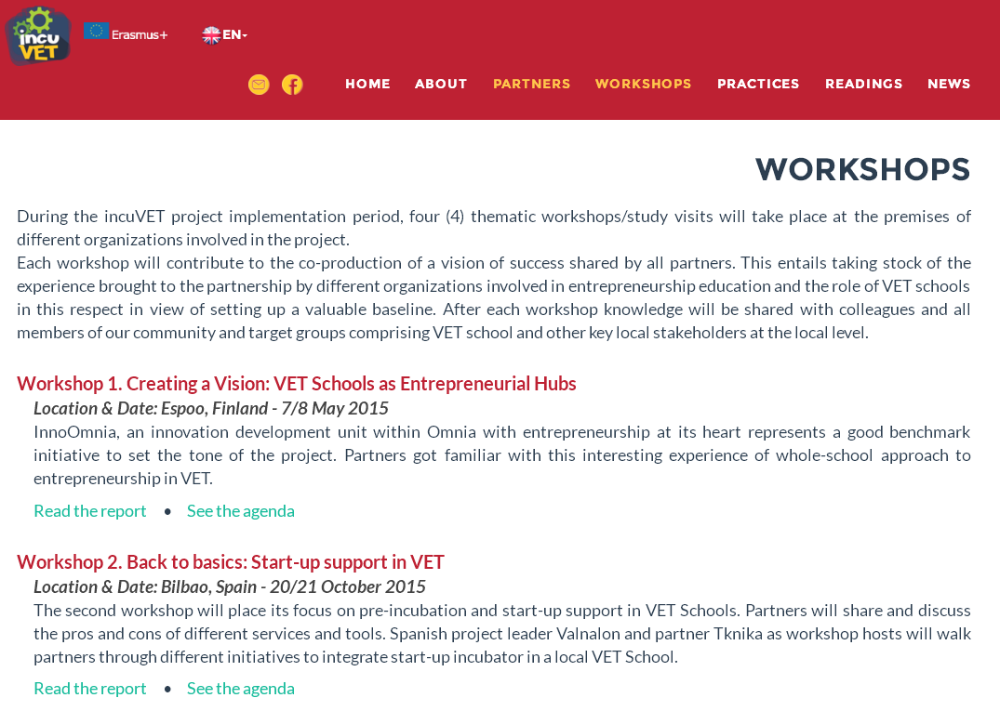 incu
VET
Erasmus+
EN
HOME ABOUT PARTNERS WORKSHOPS PRACTICES READINGS NEWS
WORKSHOPS
During the incuVET project implementation period, four (4) thematic workshops/study visits will take place at the premises of
different organizations involved in the project.
Each workshop will contribute to the co-production of a vision of success shared by all partners. This entails taking stock of the
experience brought to the partnership by different organizations involved in entrepreneurship education and the role of VET schools
in this respect in view of setting up a valuable baseline. After each workshop knowledge will be shared with colleagues and all
members of our community and target groups comprising VET school and other key local stakeholders at the local level.
Workshop 1. Creating a Vision: VET Schools as Entrepreneurial Hubs
Location & Date: Espoo, Finland - 7/8 May 2015
InnoOmnia, an innovation development unit within Omnia with entrepreneurship at its heart represents a good benchmark
initiative to set the tone of the project. Partners got familiar with this interesting experience of whole-school approach to
entrepreneurship in VET.
Read the report • See the agenda
Workshop 2. Back to basics: Start-up support in VET
Location & Date: Bilbao, Spain - 20/21 October 2015
The second workshop will place its focus on pre-incubation and start-up support in VET Schools. Partners will share and discuss
the pros and cons of different services and tools. Spanish project leader Valnalon and partner Tknika as workshop hosts will walk
partners through different initiatives to integrate start-up incubator in a local VET School.
Read the report • See the agenda